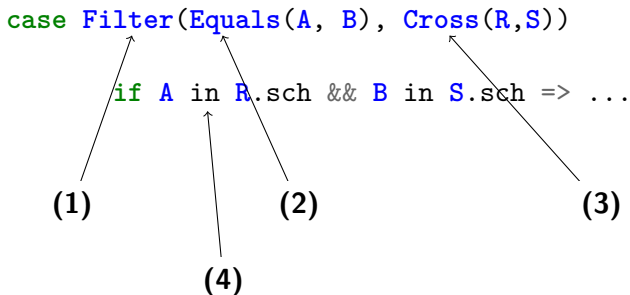 case Filter(Equals(A, B), Cross(R,S))
if A in R.sch && B in S.sch => ...
(1) (2) (3)
(4)